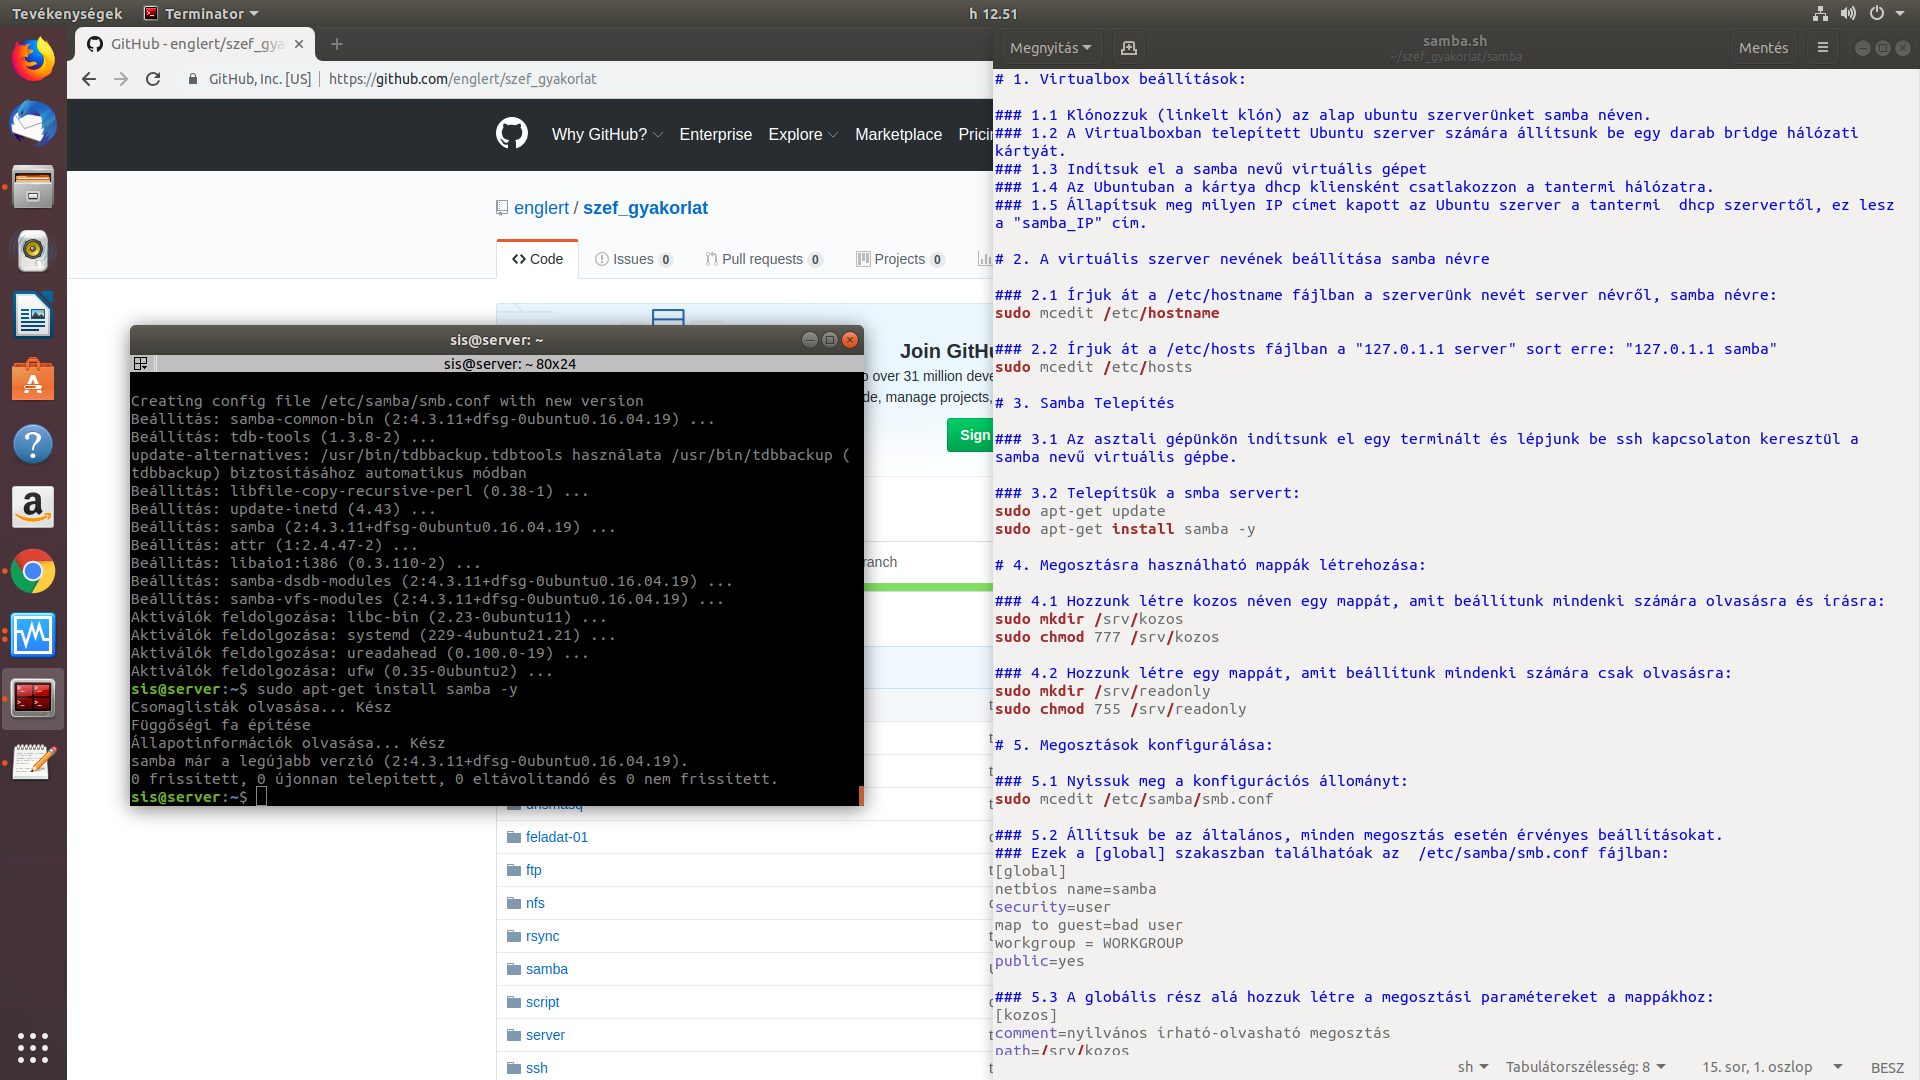 Tevékenységek
Terminator
h 12.51
GitHub - englert/szef_gya
GitHub, Inc. [US]
https://github.com/englert/szef_gyakorlat
Why GitHub?
Enterprise
Explore
Marketplace
englert / szef_gyakorlat
Code
Issues 0
Pull requests 0
Projects 0
over 31 million
manage projects,
Sign
sis@server: ~
sis@server: ~ 80x24
Creating config file /etc/samba/smb.conf with new version
Beállítás: samba-common-bin (2:4.3.11+dfsg-0ubuntu0.16.04.19) ...
Beállítás: tdb-tools (1.3.8-2) ...
update-alternatives: /usr/bin/tdbbackup.tdbtools használata /usr/bin/tdbbackup (
tdbbackup) biztosításához automatikus módban
Beállítás: libfile-copy-recursive-perl (0.38-1) ...
Beállítás: update-inetd (4.43) ...
Beállítás: samba (2:4.3.11+dfsg-0ubuntu0.16.04.19) ...
Beállítás: attr (1:2.4.47-2) ...
Beállítás: libaio1:i386 (0.3.110-2) ...
Beállítás: samba-dsdb-modules (2:4.3.11+dfsg-0ubuntu0.16.04.19) ...
Beállítás: samba-vfs-modules (2:4.3.11+dfsg-0ubuntu0.16.04.19) ...
Aktiválók feldolgozása: libc-bin (2.23-0ubuntu11) ...
Aktiválók feldolgozása: systemd (229-4ubuntu21.21) ...
Aktiválók feldolgozása: ureadahead (0.100.0-19) ...
Aktiválók feldolgozása: ufw (0.35-0ubuntu2) ...
sis@server:~$ sudo apt-get install samba -y
Csomaglisták olvasása... Kész
Függőségi fa építése
Állapotinformációk olvasása... Kész
samba már a legújabb verzió (2:4.3.11+dfsg-0ubuntu0.16.04.19).
0 frissített, 0 újonnan telepített, 0 eltávolítandó és 0 nem frissített.
sis@server:~$
feladat-01
ftp
nfs
rsync
samba
script
server
ssh
Megnyitás
samba.sh
~/szef_gyakorlat/samba
Mentés
# 1. Virtualbox beállítások:
### 1.1 Klónozzuk (linkelt klón) az alap ubuntu szerverünket samba néven.
### 1.2 A Virtualboxban telepített Ubuntu szerver számára állítsunk be egy darab bridge hálózati
kártyát.
### 1.3 Indítsuk el a samba nevű virtuális gépet
### 1.4 Az Ubuntuban a kártya dhcp kliensként csatlakozzon a tantermi hálózatra.
### 1.5 Állapítsuk meg milyen IP címet kapott az Ubuntu szerver a tantermi  dhcp szervertől, ez lesz
a "samba_IP" cím.
# 2. A virtuális szerver nevének beállítása samba névre
### 2.1 Írjuk át a /etc/hostname fájlban a szerverünk nevét server névről, samba névre:
sudo mcedit /etc/hostname
### 2.2 Írjuk át a /etc/hosts fájlban a "127.0.1.1 server" sort erre: "127.0.1.1 samba"
sudo mcedit /etc/hosts
# 3. Samba Telepítés
### 3.1 Az asztali gépünkön indítsunk el egy terminált és lépjunk be ssh kapcsolaton keresztül a
samba nevű virtuális gépbe.
### 3.2 Telepítsük a smba servert:
sudo apt-get update
sudo apt-get install samba -y
# 4. Megosztásra használható mappák létrehozása:
### 4.1 Hozzunk létre kozos néven egy mappát, amit beállítunk mindenki számára olvasásra és írásra:
sudo mkdir /srv/kozos
sudo chmod 777 /srv/kozos
### 4.2 Hozzunk létre egy mappát, amit beállítunk mindenki számára csak olvasásra:
sudo mkdir /srv/readonly
sudo chmod 755 /srv/readonly
# 5. Megosztások konfigurálása:
### 5.1 Nyissuk meg a konfigurációs állományt:
sudo mcedit /etc/samba/smb.conf
### 5.2 Állítsuk be az általános, minden megosztás esetén érvényes beállításokat.
### Ezek a [global] szakaszban találhatóak az  /etc/samba/smb.conf fájlban:
[global]
netbios name=samba
security=user
map to guest=bad user
workgroup = WORKGROUP
public=yes
### 5.3 A globális rész alá hozzuk létre a megosztási paramétereket a mappákhoz:
[kozos]
comment=nyilvános írható-olvasható megosztás
path=/srv/kozos
sh
Tabulátorszélesség: 8
15. sor, 1. oszlop
BESZ